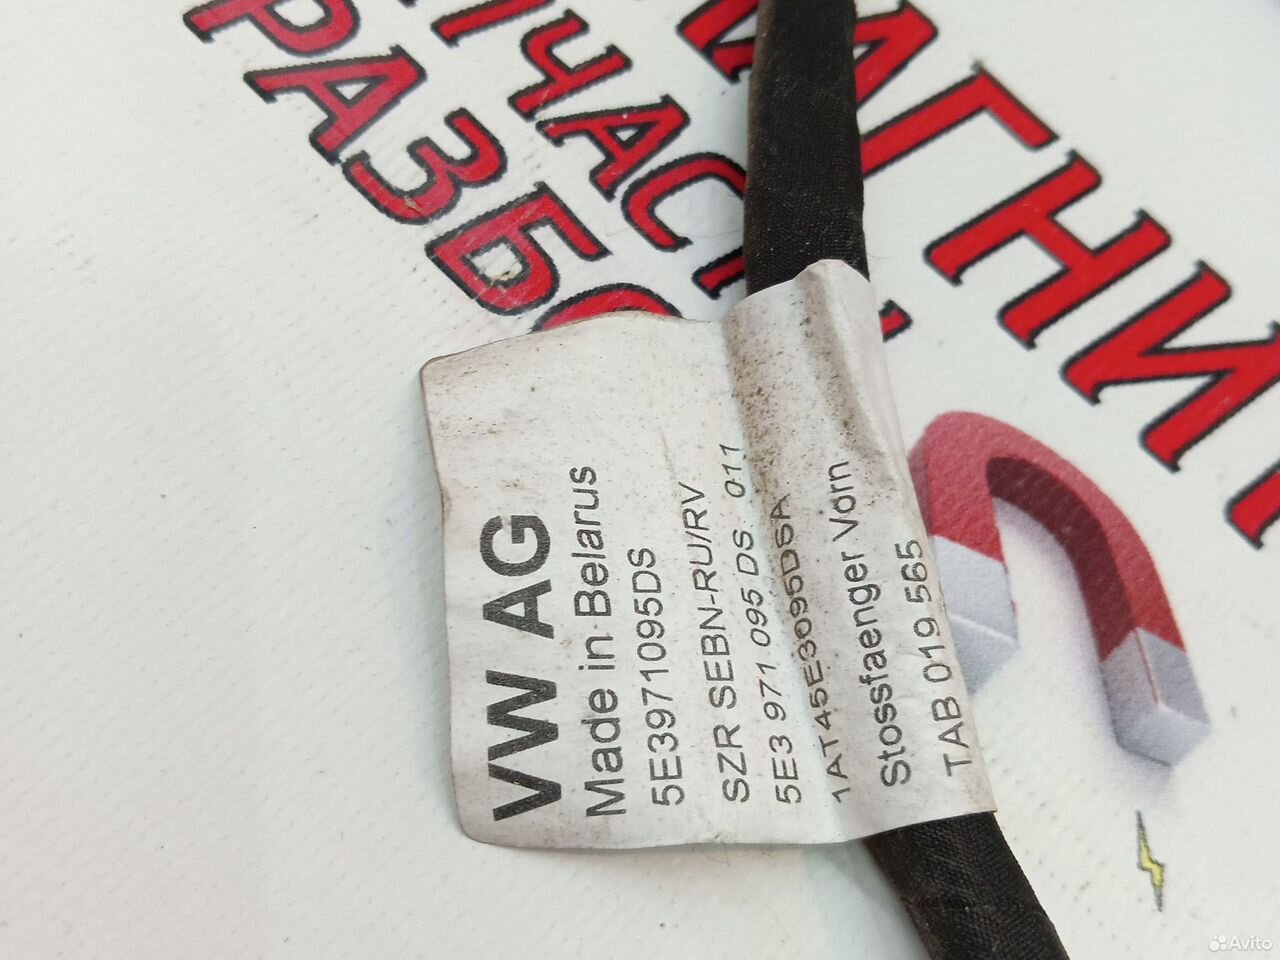 VW AG
Made in Belarus
5E3971095DS
SZR SEBN-RU/RV
5E3 971 095 DS 011
1AT45E3095DSA
Stossfaenger Vorn
TAB 019 565
Avito